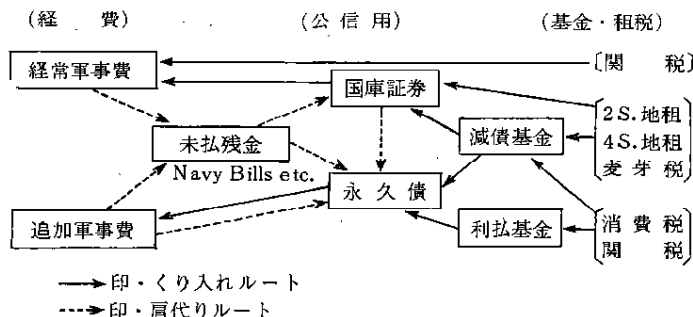 （経　費）　（公信用）　（基金・租税）
経常軍事費
〔関　税〕
国庫証券
2S.地租
未払残金
減債基金
4S.地租
麦芽税
Navy Bills etc.
永久債
追加軍事費
利払基金
消費税
関　税
印・くり入れルート
印・肩代りルート